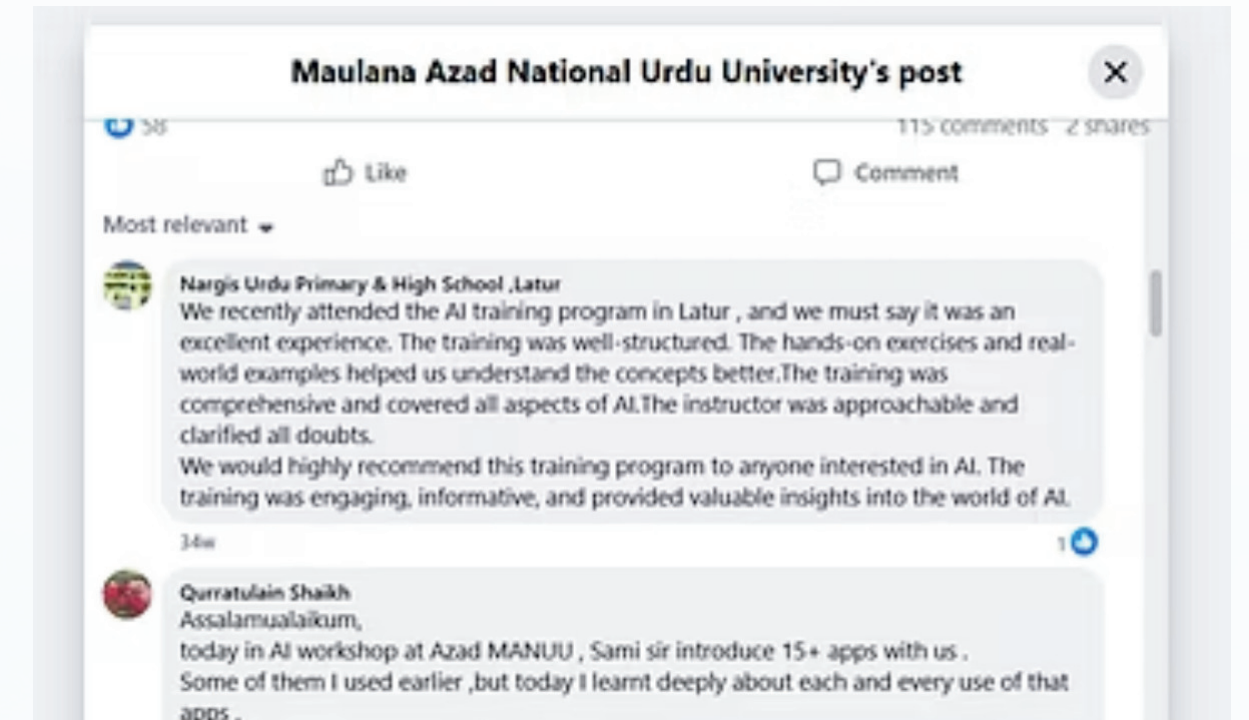 Maulana Azad National Urdu University's post
58 115 comments 2 shares
Like Comment
Most relevant
Nargis Urdu Primary & High School ,Latur
We recently attended the AI training program in Latur , and we must say it was an
excellent experience. The training was well-structured. The hands-on exercises and real-
world examples helped us understand the concepts better.The training was
comprehensive and covered all aspects of AI.The instructor was approachable and
clarified all doubts.
We would highly recommend this training program to anyone interested in AI. The
training was engaging, informative, and provided valuable insights into the world of AI.
34w 1
Qurratulain Shaikh
Assalamualaikum,
today in AI workshop at Azad MANUU , Sami sir introduce 15+ apps with us .
Some of them I used earlier ,but today I learnt deeply about each and every use of that
apps .